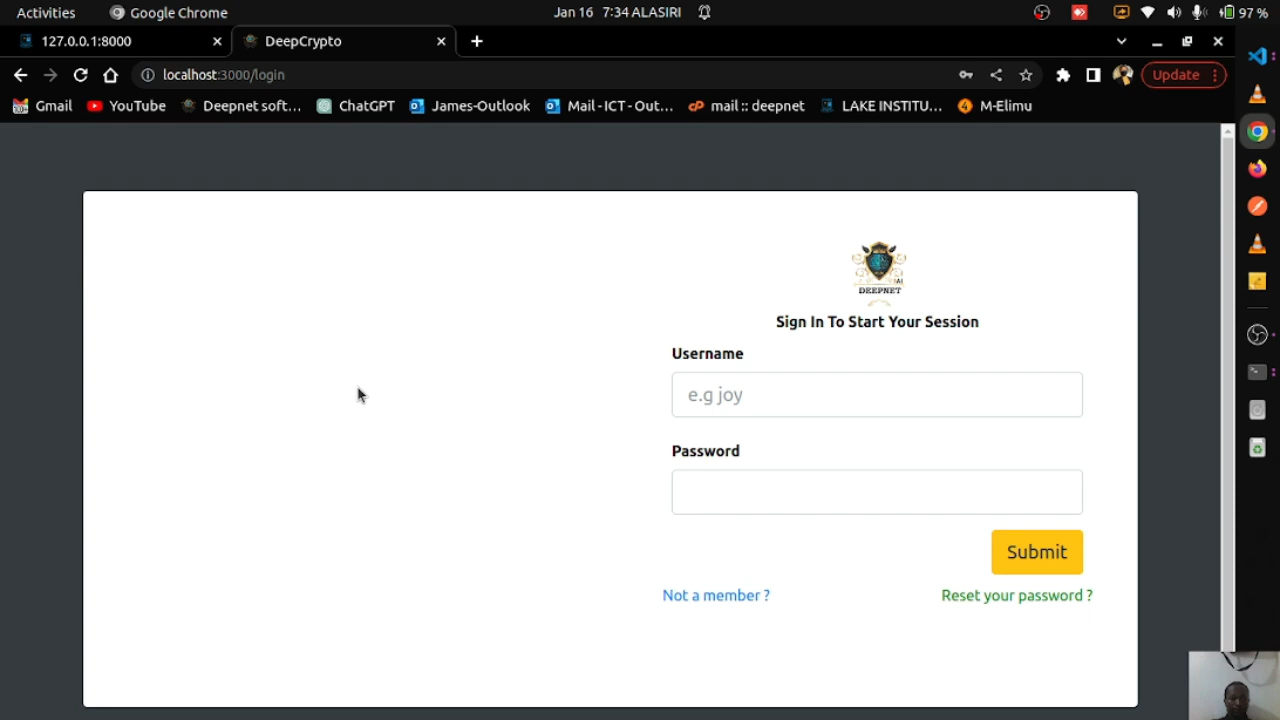 Activities Google Chrome Jan 16 7:34 ALASIRI 97 %
127.0.0.1:8000 DeepCrypto
localhost:3000/login Update
Gmail YouTube Deepnet soft... ChatGPT James-Outlook Mail - ICT - Out... mail :: deepnet LAKE INSTITU... M-Elimu
DEEPNET
Sign In To Start Your Session
Username
e.g joy
Password
Submit
Not a member ? Reset your password ?